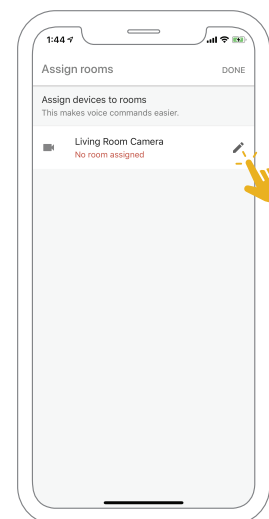 1:44
Assign rooms DONE
Assign devices to rooms
This makes voice commands easier.
Living Room Camera
No room assigned